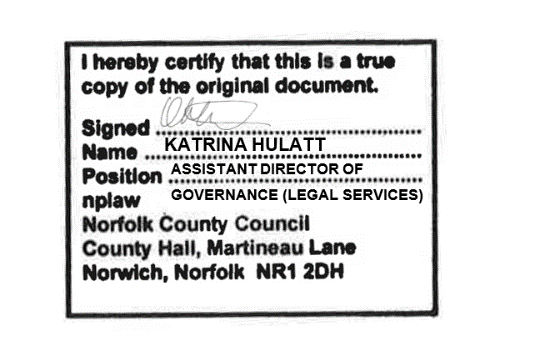 I hereby certify that this is a true
copy of the original document.
Signed
Name KATRINA HULATT
Position ASSISTANT DIRECTOR OF
nplaw GOVERNANCE (LEGAL SERVICES)
Norfolk County Council
County Hall, Martineau Lane
Norwich, Norfolk NR1 2DH